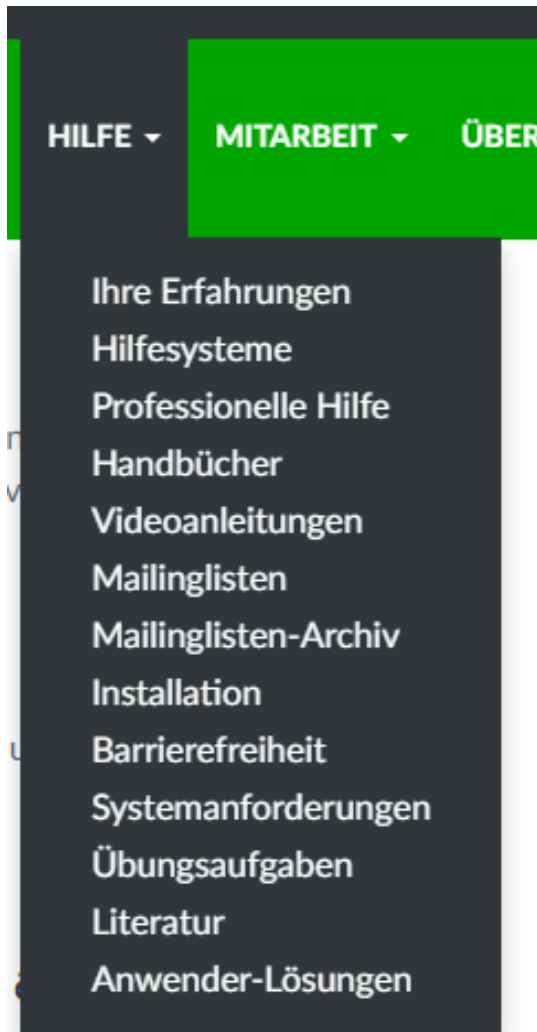 HILFE MITARBEIT ÜBER
Ihre Erfahrungen
Hilfesysteme
Professionelle Hilfe
Handbücher
Videoanleitungen
Mailinglisten
Mailinglisten-Archiv
Installation
Barrierefreiheit
Systemanforderungen
Übungsaufgaben
Literatur
Anwender-Lösungen